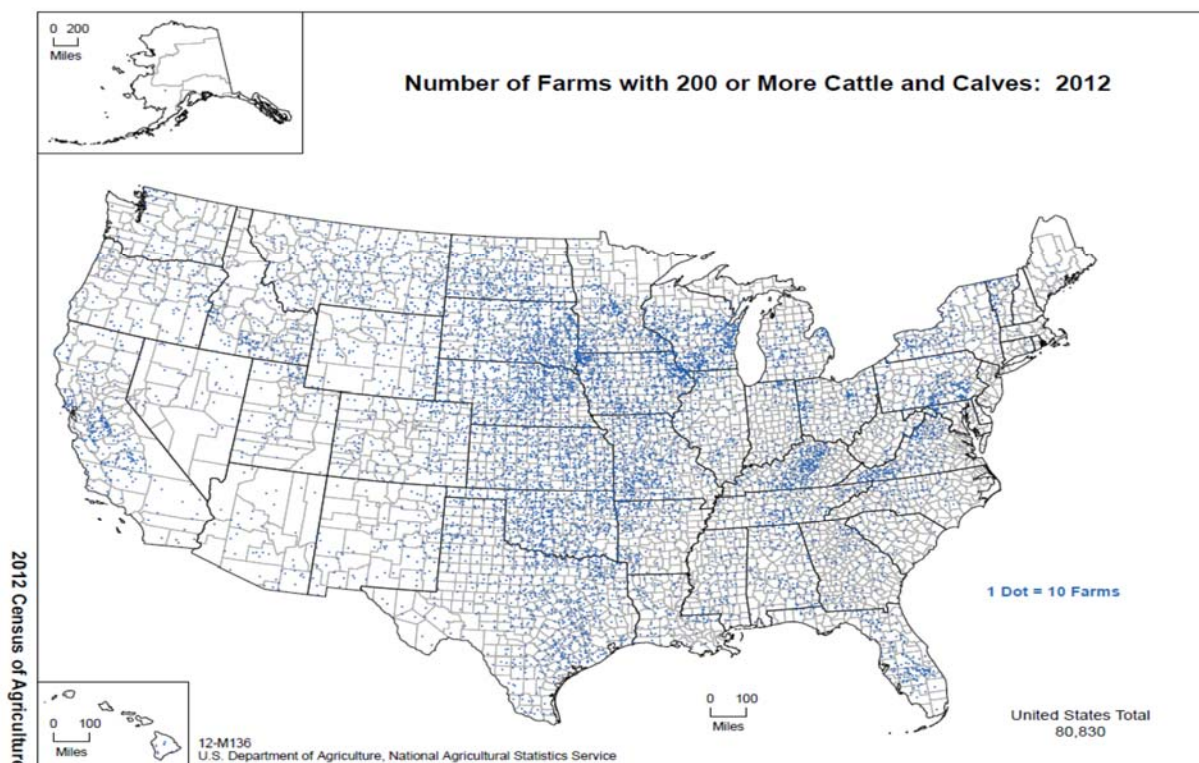 0 200
Miles
Number of Farms with 200 or More Cattle and Calves: 2012
1 Dot = 10 Farms
2012 Census of Agriculture
0 100
Miles
12-M136
U.S. Department of Agriculture, National Agricultural Statistics Service
0 100
Miles
United States Total
80,830